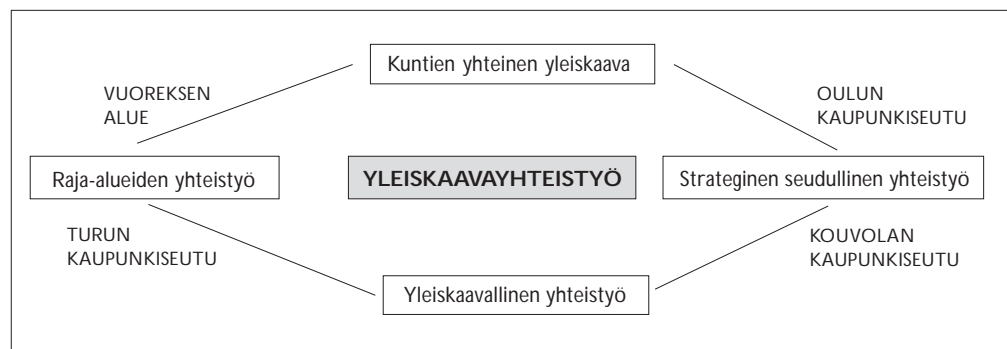 Kuntien yhteinen yleiskaava
VUOREKSEN
ALUE
OULUN
KAUPUNKISEUTU
Raja-alueiden yhteistyö
YLEISKAAVAYHTEISTYÖ
Strateginen seudullinen yhteistyö
TURUN
KAUPUNKISEUTU
KOUVOLAN
KAUPUNKISEUTU
Yleiskaavallinen yhteistyö